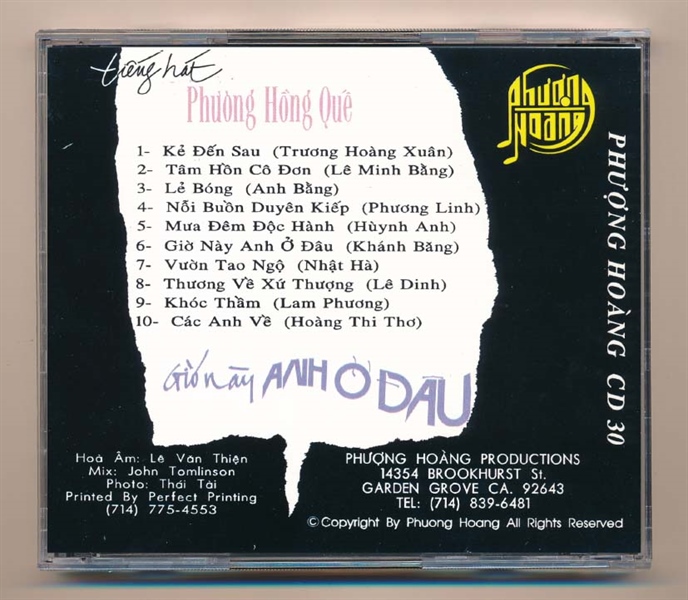 tiếng hát
Phường Hồng Quế
Phượng
Hoàng
1- Kẻ Đến Sau (Trương Hoàng Xuân)
2- Tâm Hồn Cô Đơn (Lê Minh Bằng)
3- Lẻ Bóng (Anh Bằng)
4- Nỗi Buồn Duyên Kiếp (Phương Linh)
5- Mưa Đêm Độc Hành (Hùynh Anh)
6- Giờ Này Anh Ở Đâu (Khánh Băng)
7- Vườn Tao Ngộ (Nhật Hà)
8- Thương Về Xứ Thượng (Lê Dinh)
9- Khóc Thầm (Lam Phương)
10- Các Anh Về (Hoàng Thi Thơ)
Giờ này ANH Ở ĐÂU
PHƯỢNG HOÀNG CD 30
Hoà Âm: Lê Văn Thiện
Mix: John Tomlinson
Photo: Thái Tài
Printed By Perfect Printing
(714) 775-4553
PHƯỢNG HOÀNG PRODUCTIONS
14354 BROOKHURST St.
GARDEN GROVE CA. 92643
TEL: (714) 839-6481
©Copyright By Phuong Hoang All Rights Reserved